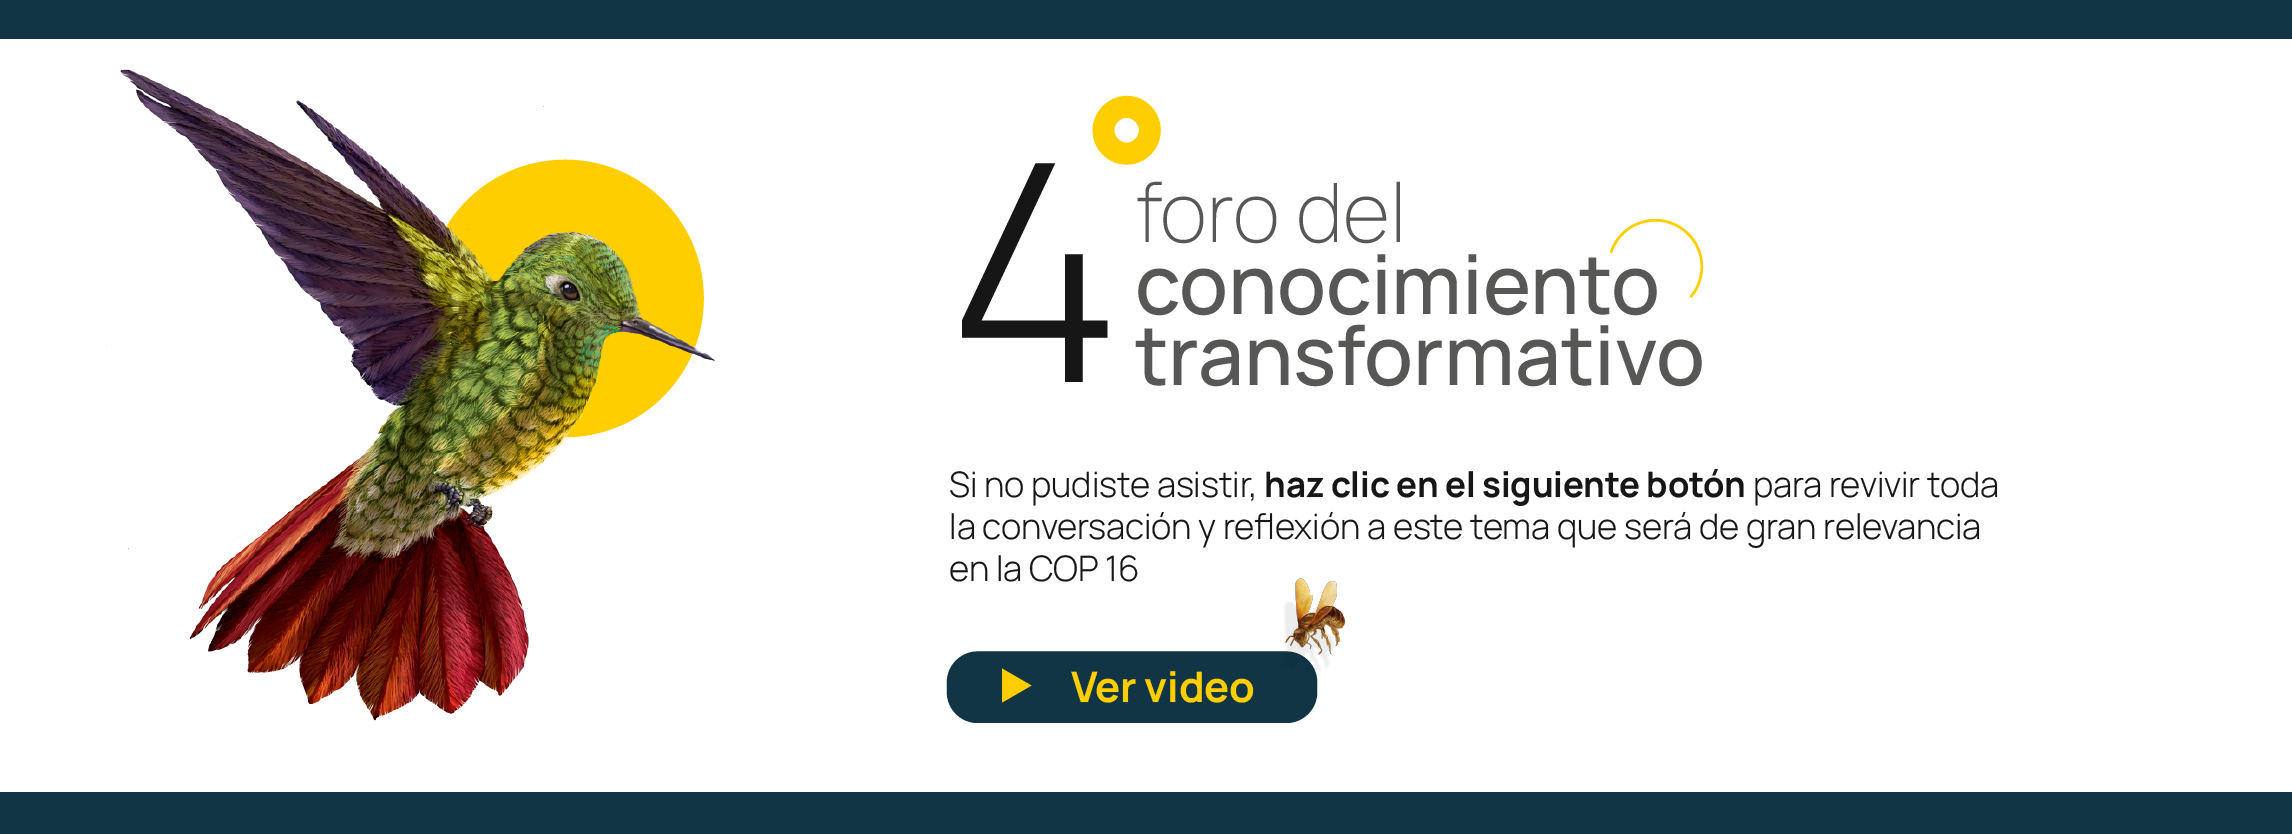 4°
foro del
conocimiento
transformativo
Si no pudiste asistir, haz clic en el siguiente botón para revivir toda
la conversación y reflexión a este tema que será de gran relevancia
en la COP 16
Ver video